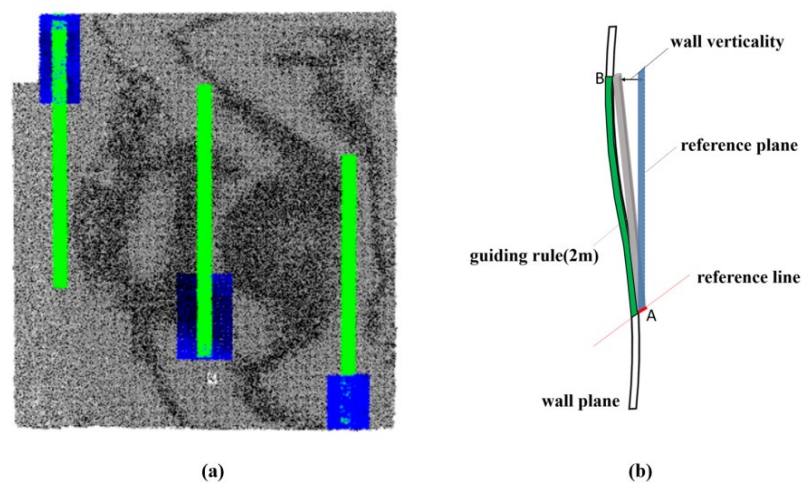 wall verticality
B
reference plane
guiding rule(2m)
reference line
A
wall plane
(a)
(b)